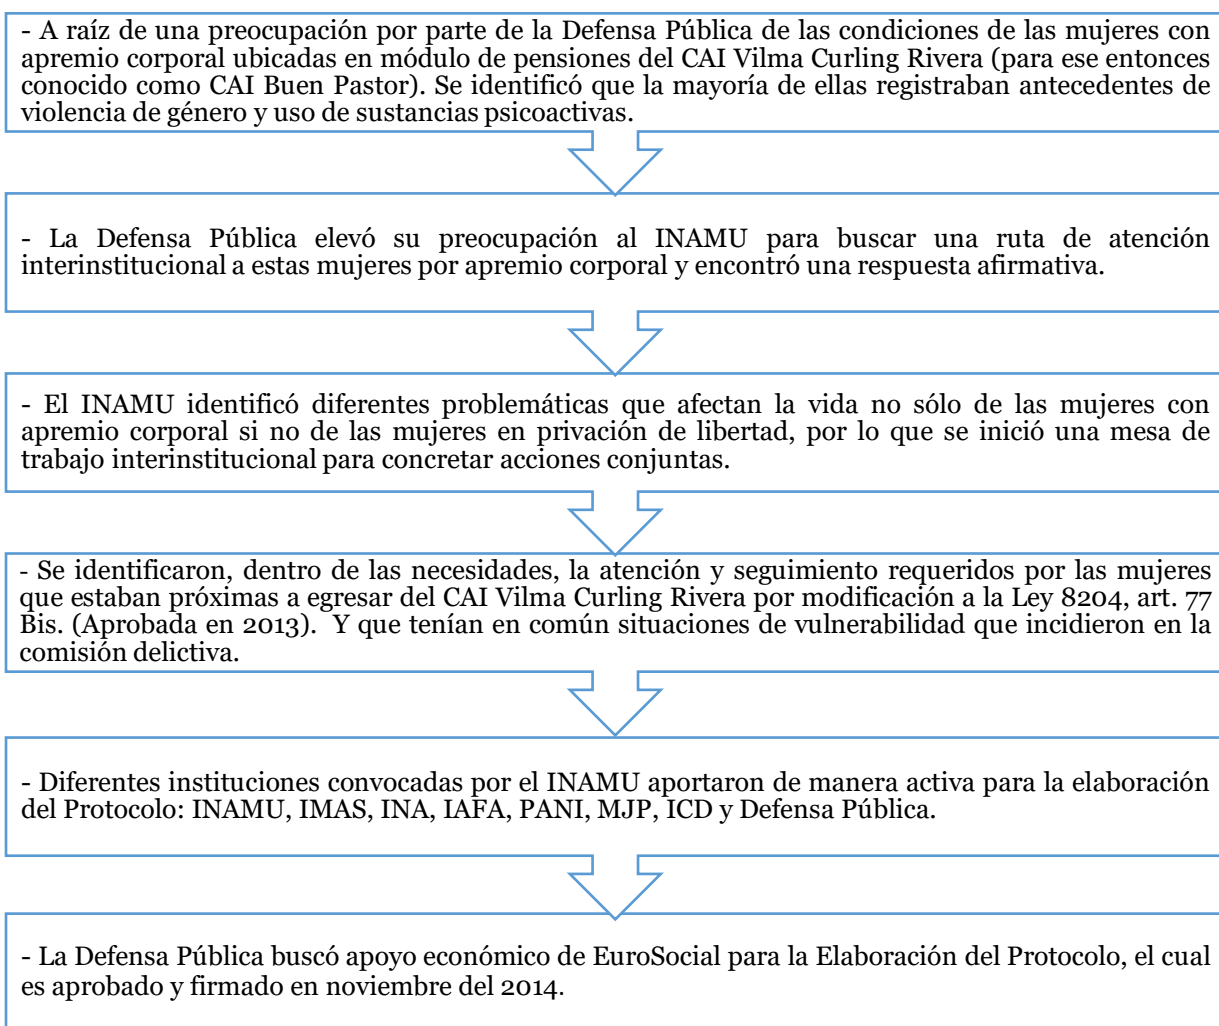 - A raíz de una preocupación por parte de la Defensa Pública de las condiciones de las mujeres con
apremio corporal ubicadas en módulo de pensiones del CAI Vilma Curling Rivera (para ese entonces
conocido como CAI Buen Pastor). Se identificó que la mayoría de ellas registraban antecedentes de
violencia de género y uso de sustancias psicoactivas.
- La Defensa Pública elevó su preocupación al INAMU para buscar una ruta de atención
interinstitucional a estas mujeres por apremio corporal y encontró una respuesta afirmativa.
- El INAMU identificó diferentes problemáticas que afectan la vida no sólo de las mujeres con
apremio corporal si no de las mujeres en privación de libertad, por lo que se inició una mesa de
trabajo interinstitucional para concretar acciones conjuntas.
- Se identificaron, dentro de las necesidades, la atención y seguimiento requeridos por las mujeres
que estaban próximas a egresar del CAI Vilma Curling Rivera por modificación a la Ley 8204, art. 77
Bis. (Aprobada en 2013). Y que tenían en común situaciones de vulnerabilidad que incidieron en la
comisión delictiva.
- Diferentes instituciones convocadas por el INAMU aportaron de manera activa para la elaboración
del Protocolo: INAMU, IMAS, INA, IAFA, PANI, MJP, ICD y Defensa Pública.
- La Defensa Pública buscó apoyo económico de EuroSocial para la Elaboración del Protocolo, el cual
es aprobado y firmado en noviembre del 2014.